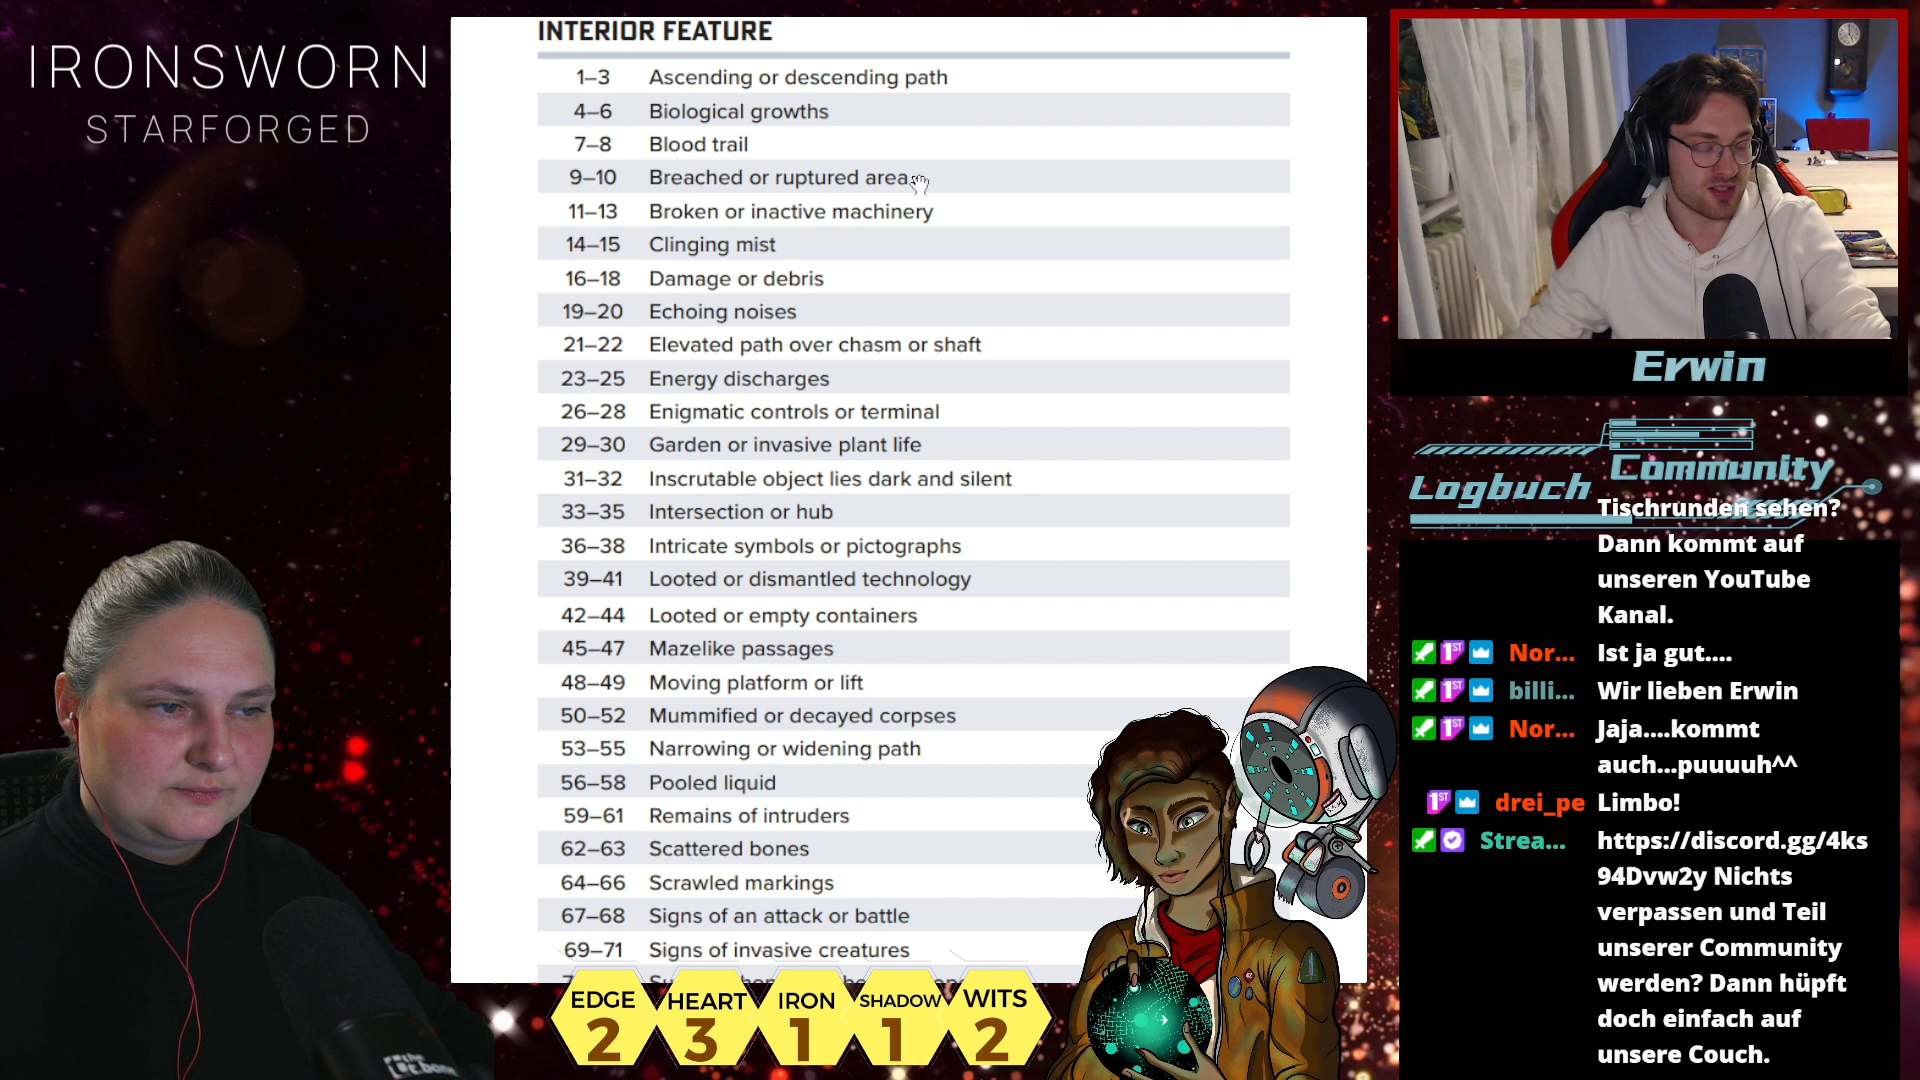 IRONSWORN
STARFORGED
INTERIOR FEATURE
1–3 Ascending or descending path
4–6 Biological growths
7–8 Blood trail
9–10 Breached or ruptured area
11–13 Broken or inactive machinery
14–15 Clinging mist
16–18 Damage or debris
19–20 Echoing noises
21–22 Elevated path over chasm or shaft
23–25 Energy discharges
26–28 Enigmatic controls or terminal
29–30 Garden or invasive plant life
31–32 Inscrutable object lies dark and silent
33–35 Intersection or hub
36–38 Intricate symbols or pictographs
39–41 Looted or dismantled technology
42–44 Looted or empty containers
45–47 Mazelike passages
48–49 Moving platform or lift
50–52 Mummified or decayed corpses
53–55 Narrowing or widening path
56–58 Pooled liquid
59–61 Remains of intruders
62–63 Scattered bones
64–66 Scrawled markings
67–68 Signs of an attack or battle
69–71 Signs of invasive creatures
EDGE 2
HEART 3
IRON 1
SHADOW 1
WITS 2
Erwin
Logbuch
Community
Tischrunden sehen?
Dann kommt auf
unseren YouTube
Kanal.
1ST Nor... Ist ja gut....
1ST billi... Wir lieben Erwin
1ST Nor... Jaja....kommt
auch...puuuuh^^
1ST drei_pe Limbo!
Strea... https://discord.gg/4ks
94Dvw2y Nichts
verpassen und Teil
unserer Community
werden? Dann hüpft
doch einfach auf
unsere Couch.